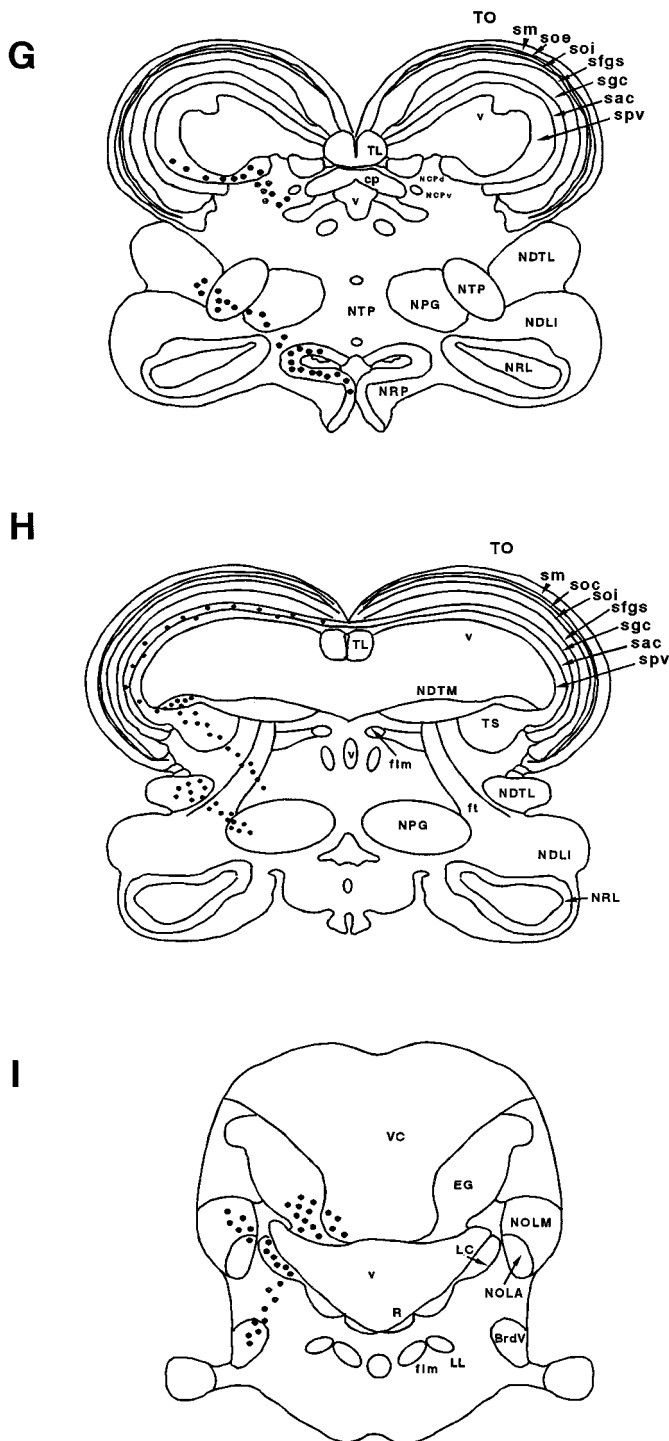 G
TO
sm
soe
soi
sfgs
sgc
sac
spv
v
TL
cp
NCPd
NCPv
v
NDTL
NTP
NPG
NTP
NDLI
NRL
NRP
H
TO
sm
soc
soi
sfgs
sgc
sac
spv
v
TL
NDTM
TS
v
flm
NDTL
ft
NPG
NDLI
NRL
I
VC
EG
NOLM
LC
v
NOLA
R
BrdV
flm
LL